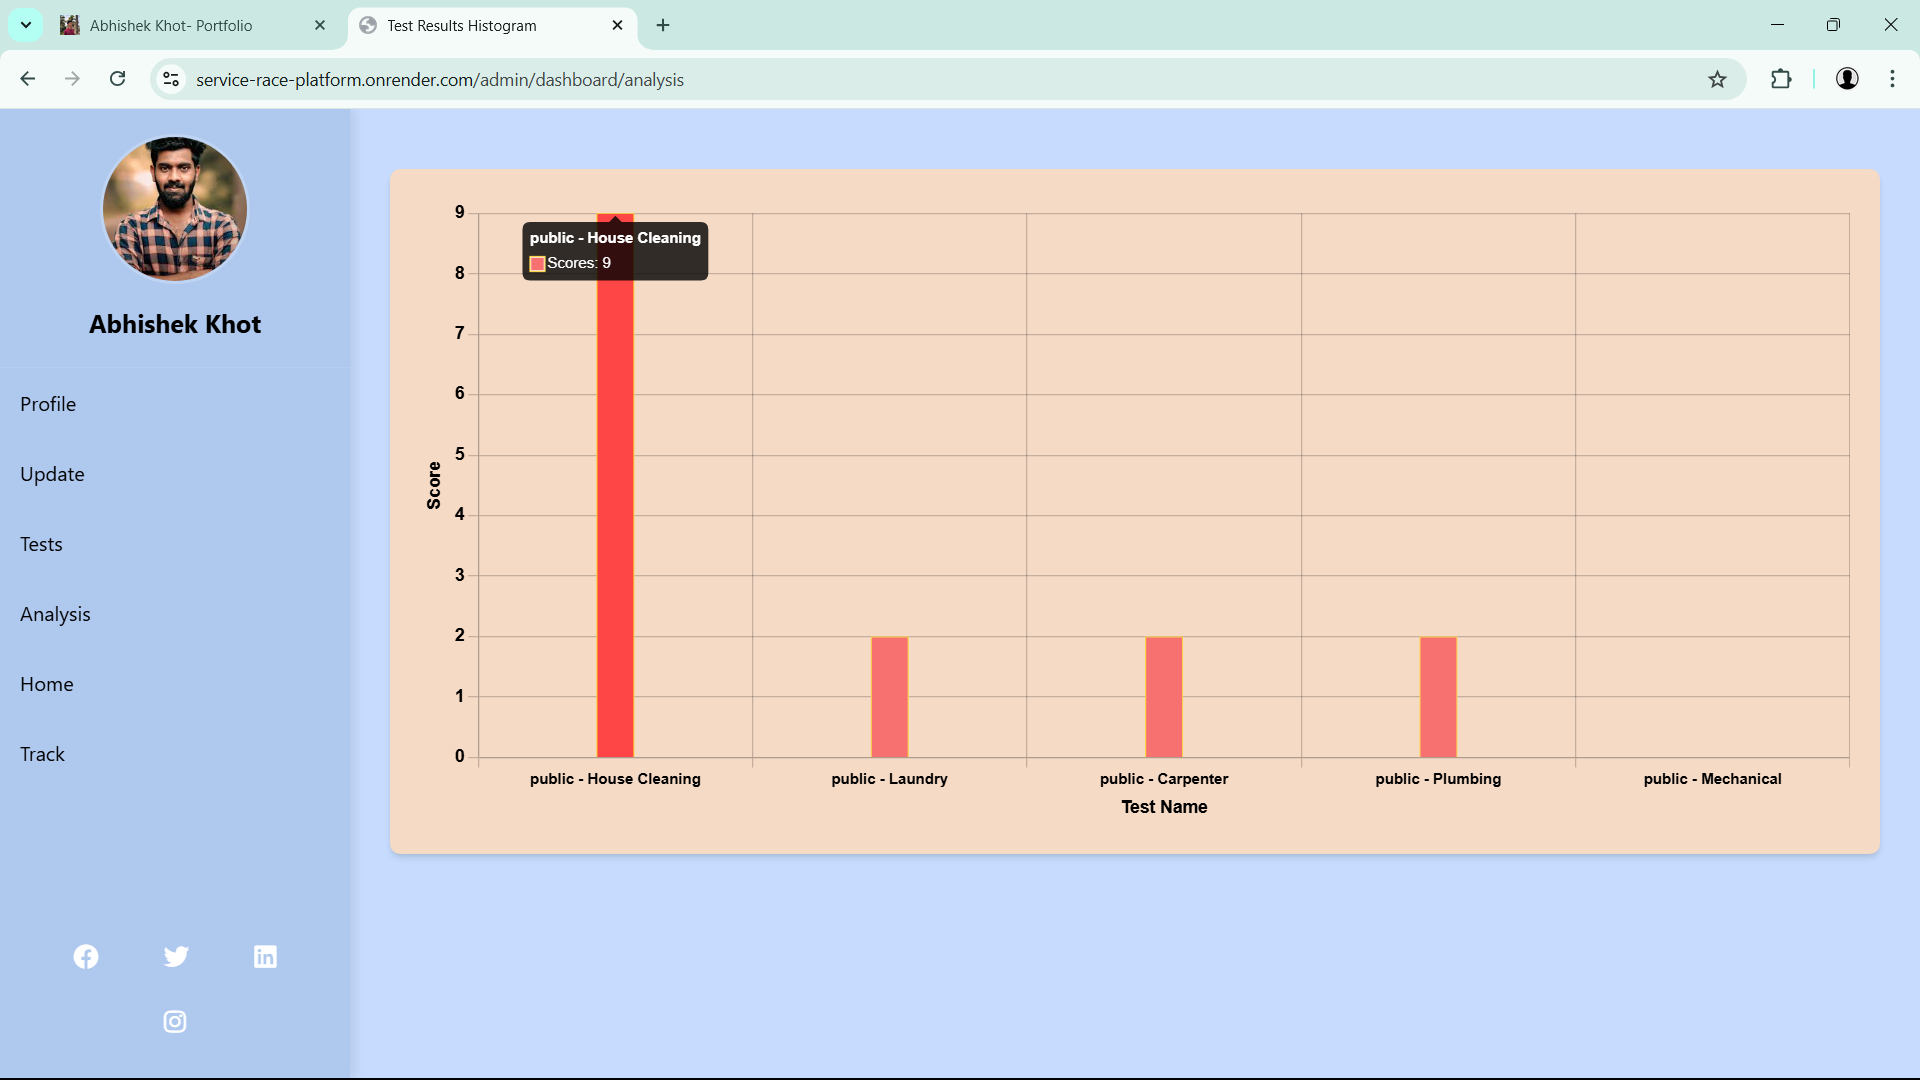 Abhishek Khot- Portfolio
Test Results Histogram
service-race-platform.onrender.com/admin/dashboard/analysis
Abhishek Khot
Profile
Update
Tests
Analysis
Home
Track
9
8
7
6
5
4
3
2
1
0
Score
public - House Cleaning
Scores: 9
public - House Cleaning
public - Laundry
public - Carpenter
public - Plumbing
public - Mechanical
Test Name